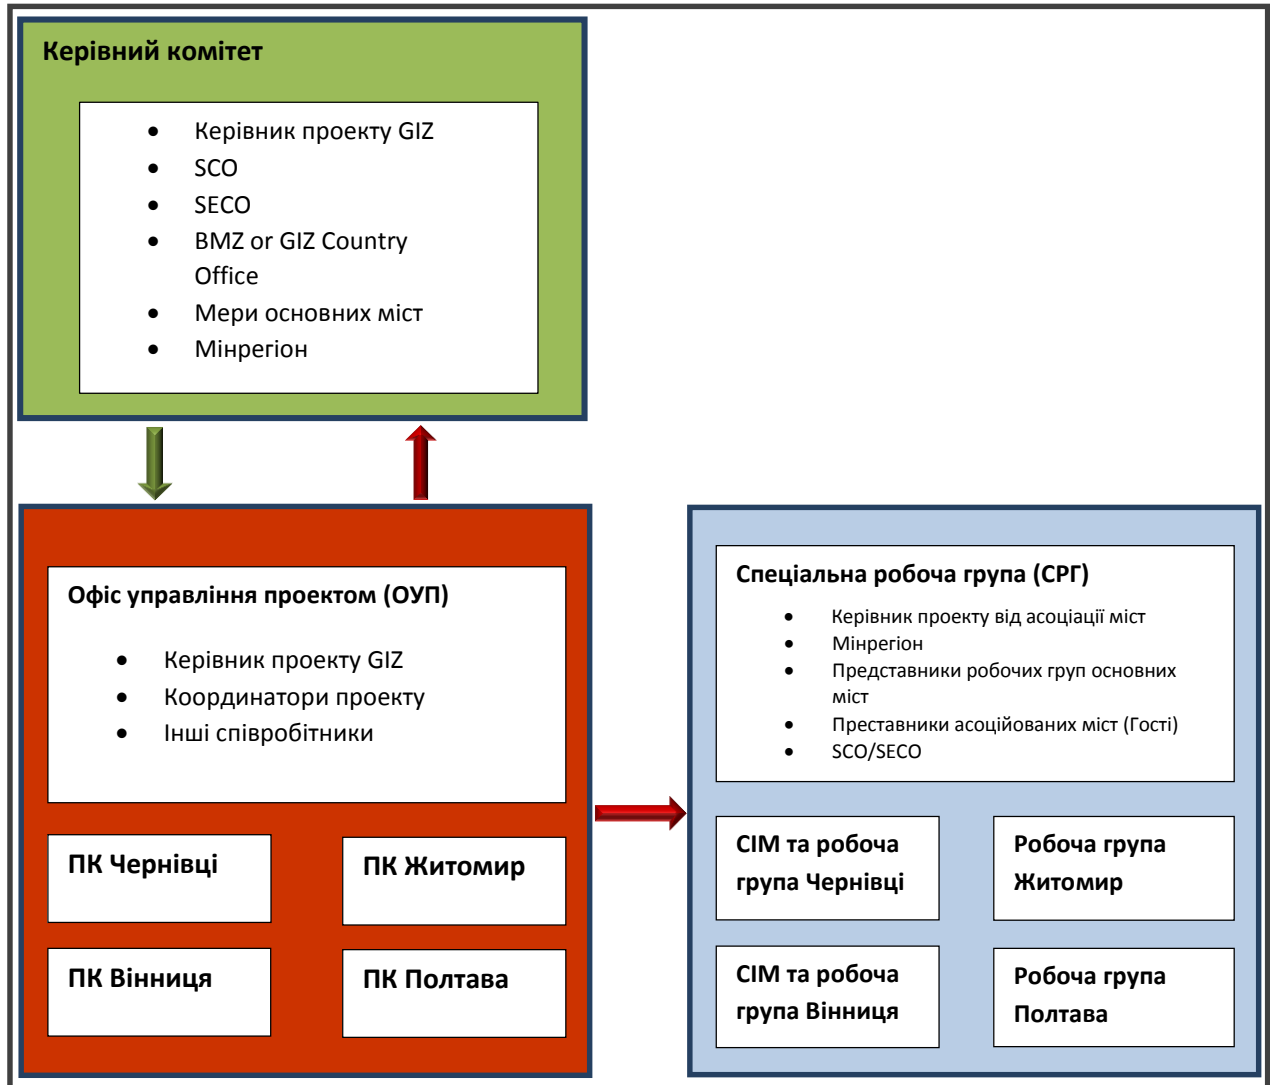 Керівний комітет
• Керівник проекту GIZ
• SCO
• SECO
• BMZ or GIZ Country
Office
• Мери основних міст
• Мінрегіон
Офіс управління проектом (ОУП)
• Керівник проекту GIZ
• Координатори проекту
• Інші співробітники
ПК Чернівці
ПК Житомир
ПК Вінниця
ПК Полтава
Спеціальна робоча група (СРГ)
• Керівник проекту від асоціації міст
• Мінрегіон
• Представники робочих груп основних
міст
• Преставники асоційованих міст (Гості)
• SCO/SECO
СІМ та робоча
група Чернівці
Робоча група
Житомир
СІМ та робоча
група Вінниця
Робоча група
Полтава